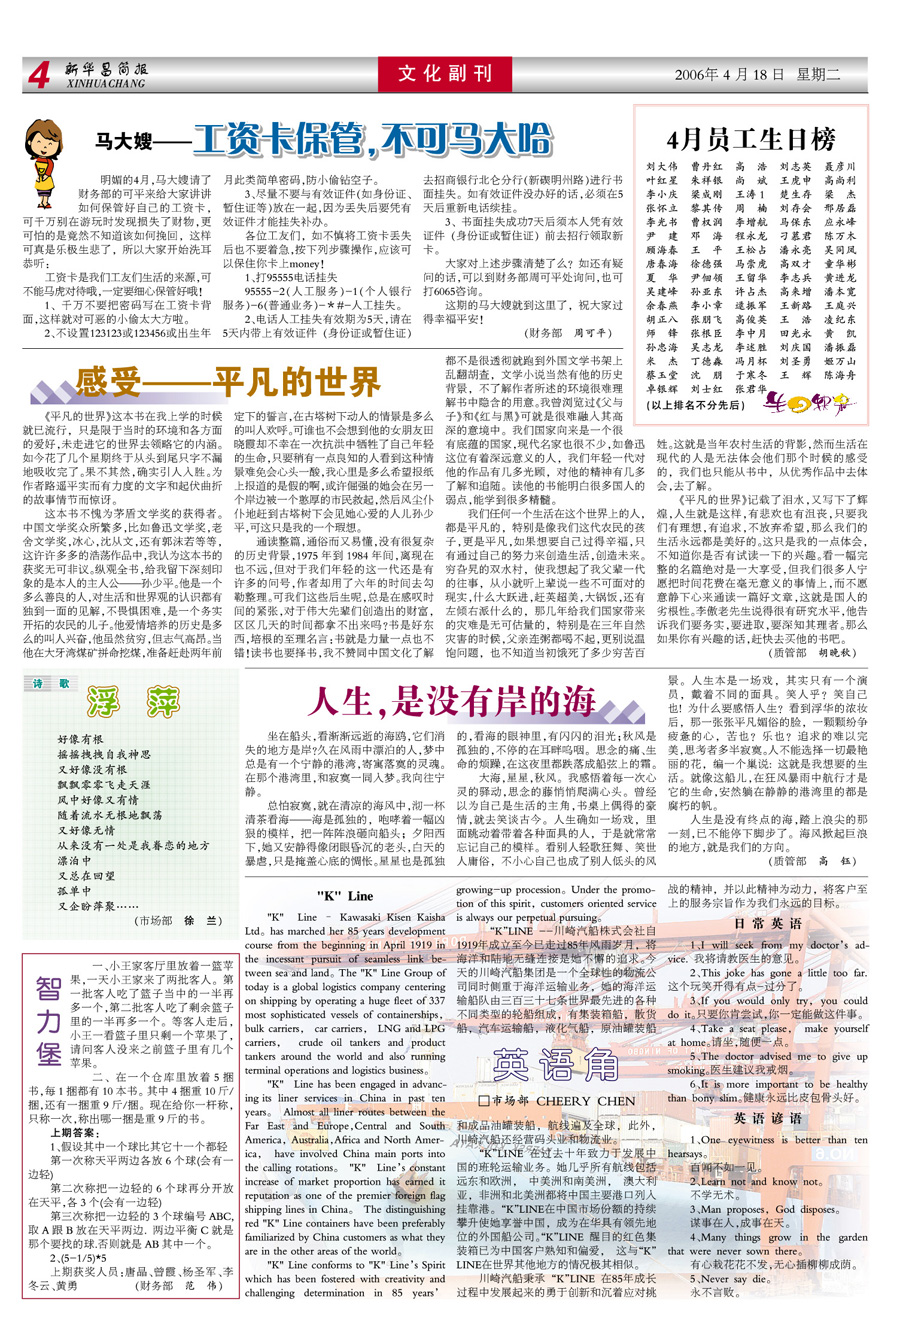 4 新华昌简报
XINHUACHANG
文化副刊
2006年 4 月 18 日 星期二
马大嫂——工资卡保管，不可马大哈
明媚的4月,马大嫂请了
财务部的可平来给大家讲讲
如何保管好自己的工资卡，
可千万别在游玩时发现损失了财物,更
可怕的是竟然不知道该如何挽回，这样
可真是乐极生悲了，所以大家开始洗耳
恭听：
工资卡是我们工友们生活的来源,可
不能马虎对待哦,一定要细心保管好哦！
1、千万不要把密码写在工资卡背
面,这样就对可恶的小偷太大方啦。
2、不设置123123或123456或出生年
月此类简单密码,防小偷钻空子。
3、尽量不要与有效证件(如身份证、
暂住证等)放在一起,因为丢失后要凭有
效证件才能挂失补办。
各位工友们，如不慎将工资卡丢失
后也不要着急,按下列步骤操作,应该可
以保住你卡上money！
1、打95555电话挂失
95555-2(人工服务)-1(个人银行
服务)-6(普通业务)-＊#-人工挂失。
2、电话人工挂失有效期为5天,请在
5天内带上有效证件（身份证或暂住证）
去招商银行北仑分行(新碶明州路)进行书
面挂失。如有效证件没办好的话,必须在5
天后重新电话续挂。
3、书面挂失成功7天后须本人凭有效
证件（身份证或暂住证）前去招行领取新
卡。
大家对上述步骤清楚了么？如还有疑
问的话,可以到财务部周可平处询问,也可
打6065咨询。
这期的马大嫂就到这里了，祝大家过
得幸福平安！
(财务部 周可平)
4月员工生日榜
刘大伟 曹丹红 高 浩 刘志英 聂彦川
叶红星 朱祥银 尚 斌 王虎中 高尚利
李小庆 梁成刚 王涛1 楚生存 梁 杰
张怀立 黎其传 周 楠 刘存会 邢居磊
李光书 曹权润 李增航 马保东 应永峰
尹 建 邓 海 程永龙 刁慕君 陈万木
顾海春 王 平 王松占 潘永亮 吴同凤
唐春海 徐德强 马崇虎 高双才 童华彬
夏 华 尹佃领 王留华 李志兵 黄进龙
吴建峰 孙亚东 许占杰 高永增 潘本宽
余春燕 李小章 逯振军 王新路 王成兴
胡正八 张朋飞 高俊英 王 浩 凌纪东
师 锋 张根臣 李中月 田光永 黄 凯
孙忠海 吴志龙 李述胜 刘庆国 潘振磊
米 杰 丁德森 冯月杯 刘圣勇 姬万山
蔡玉堂 沈 朋 于寒冬 王 辉 陈海舟
卓银辉 刘士红 张君华
(以上排名不分先后)
生日快乐
感受——平凡的世界
《平凡的世界》这本书在我上学的时候
就已流行，只是限于当时的环境和各方面
的爱好,未走进它的世界去领略它的内涵。
如今花了几个星期终于从头到尾只字不漏
地吸收完了。果不其然,确实引人入胜。为
作者路遥平实而有力度的文字和起伏曲折
的故事情节而惊讶。
这本书不愧为茅盾文学奖的获得者。
中国文学奖众所繁多,比如鲁迅文学奖,老
舍文学奖,冰心,沈从文,还有郭沫若等等,
这许许多多的浩荡作品中,我认为这本书的
获奖无可非议。纵观全书,给我留下深刻印
象的是本人的主人公——孙少平。他是一个
多么善良的人,对生活和世界观的认识都有
独到一面的见解,不畏惧困难,是一个务实
开拓的农民的儿子。他爱情培养的历史是多
么的叫人兴奋,他虽然贫穷,但志气高昂。当
他在大牙湾煤矿拼命挖煤,准备赶赴两年前
定下的誓言,在古塔树下动人的情景是多么
的叫人欢呼。可谁也不会想到他的女朋友田
晓霞却不幸在一次抗洪中牺牲了自己年轻
的生命,只要稍有一点良知的人看到这种情
景难免会心头一酸,我心里是多么希望报纸
上报道的是假的啊,或许倔强的她会在另一
个岸边被一个憨厚的市民救起,然后风尘仆
仆地赶到古塔树下会见她心爱的人儿孙少
平,可这只是我的一个瑕想。
通读整篇,通俗而又易懂,没有很复杂
的历史背景,1975 年到 1984 年间,离现在
也不远,但对于我们年轻的这一代还是有
许多的问号,作者却用了六年的时间去勾
勒整理。可我们这些后生呢,总是在感叹时
间的紧张,对于伟大先辈们创造出的财富,
区区几天的时间都拿不出来吗?书是好东
西,培根的至理名言:书就是力量一点也不
错!读书也要择书,我不赞同中国文化了解
都不是很透彻就跑到外国文学书架上
乱翻胡查，文学小说当然有他的历史
背景，不了解作者所述的环境很难理
解书中隐含的用意。我曾浏览过《父与
子》和《红与黑》可就是很难融入其高
深的意境中。我们国家向来是一个很
有底蕴的国家,现代名家也很不少,如鲁迅
这位有着深远意义的人，我们年轻一代对
他的作品有几多光顾，对他的精神有几多
了解和追随。读他的书能明白很多国人的
弱点,能学到很多精髓。
我们任何一个生活在这个世界上的人,
都是平凡的，特别是像我们这代农民的孩
子，更是平凡,如果想要自己过得幸福,只
有通过自己的努力来创造生活,创造未来。
穷旮旯的双水村，使我想起了我父辈一代
的往事，从小就听上辈说一些不可面对的
现实,什么大跃进,赶英超美,大锅饭,还有
左倾右派什么的，那几年给我们国家带来
的灾难是无可估量的，特别是在三年自然
灾害的时候,父亲连粥都喝不起,更别说温
饱问题，也不知道当初饿死了多少穷苦百
姓。这就是当年农村生活的背影,然而生活在
现代的人是无法体会他们那个时候的感受
的，我们也只能从书中，从优秀作品中去体
会,去了解。
《平凡的世界》记载了泪水,又写下了辉
煌,人生就是这样,有悲欢也有沮丧,只要我
们有理想,有追求,不放弃希望,那么我们的
生活永远都是美好的。这只是我的一点体会,
不知道你是否有试读一下的兴趣。看一幅完
整的名篇绝对是一大享受,但我们很多人宁
愿把时间花费在毫无意义的事情上,而不愿
意静下心来通读一篇好文章,这就是国人的
劣根性。李傲老先生说得很有研究水平,他告
诉我们要务实,要进取,要深知其理者。那么
如果你有兴趣的话,赶快去买他的书吧。
(质管部 胡晚秋)
诗 歌
浮 萍
好像有根
摇摇拽拽自我神思
又好像没有根
飘飘零零飞走天涯
风中好像又有情
随着流水无根地飘荡
又好像无情
从来没有一处是我眷恋的地方
漂泊中
又总在回望
孤单中
又企盼萍聚……
(市场部 徐 兰)
人生，是没有岸的海
坐在船头,看渐渐远逝的海鸥,它们消
失的地方是岸?久在风雨中漂泊的人,梦中
总是有一个宁静的港湾,寄寓落寞的灵魂。
在那个港湾里,和寂寞一同入梦。我向往宁
静。
总怕寂寞,就在清凉的海风中,沏一杯
清茶看海——海是孤独的，咆哮着一幅凶
狠的模样，把一阵阵浪砸向船头；夕阳西
下,她又安静得像闭眼昏沉的老头,白天的
暴虐,只是掩盖心底的惆怅。星星也是孤独
的,看海的眼神里,有闪闪的泪光;秋风是
孤独的,不停的在耳畔呜咽。思念的痛、生
命的烦躁,在这夜里都跌落成船弦上的霜。
大海,星星,秋风。我感悟着每一次心
灵的驿动,思念的藤悄悄爬满心头。曾经
以为自己是生活的主角,书桌上偶得的豪
情,就去笑谈古今。人生确如一场戏，里
面跳动着带着各种面具的人，于是就常常
忘记自己的模样。看别人轻歌狂舞、笑世
人庸俗，不小心自己也成了别人低头的风
景。人生本是一场戏，其实只有一个演
员，戴着不同的面具。笑人乎？笑自己
也！为什么要感悟人生？看到浮华的浓妆
后，那一张张平凡媚俗的脸，一颗颗纷争
疲惫的心，苦也？乐也？追求的难以完
美,思考者多半寂寞。人不能选择一切最艳
丽的花，编一个巢说：这就是我想要的生
活。就像这船儿,在狂风暴雨中航行才是
它的生命,安然躺在静静的港湾里的都是
腐朽的帆。
人生是没有终点的海,踏上浪尖的那
一刻,已不能停下脚步了。海风掀起巨浪
的地方,就是我们的方向。
(质管部 高 钰)
智力堡
一、小王家客厅里放着一篮苹
果,一天小王家来了两批客人。第
一批客人吃了篮子当中的一半再
多一个,第二批客人吃了剩余篮子
里的一半再多一个。等客人走后,
小王一看篮子里只剩一个苹果了,
请问客人没来之前篮子里有几个
苹果。
二、在一个仓库里放着 5 捆
书,每 1 捆都有 10 本书。其中 4 捆重 10 斤/
捆,还有一捆重 9 斤/捆。现在给你一杆称,
只称一次,称出哪一捆是重 9 斤的书。
上期答案：
1、假设其中一个球比其它十一个都轻
第一次称天平两边各放 6 个球(会有一
边轻)
第二次称把一边轻的 6 个球再分开放
在天平,各 3 个(会有一边轻)
第三次称把一边轻的 3 个球编号 ABC,
取 A 跟 B 放在天平两边. 两边平衡 C 就是
那个要找的球.否则就是 AB 其中一个。
2、(5-1/5)*5
上期获奖人员:唐晶、曾霞、杨圣军、李
冬云、黄勇 (财务部 范 伟)
"K" Line
"K" Line - Kawasaki Kisen Kaisha
Ltd。has marched her 85 years development
course from the beginning in April 1919 in
the incessant pursuit of seamless link be-
tween sea and land。The "K" Line Group of
today is a global logistics company centering
on shipping by operating a huge fleet of 337
most sophisticated vessels of containerships，
bulk carriers， car carriers， LNG and LPG
carriers， crude oil tankers and product
tankers around the world and also running
terminal operations and logistics business。
"K" Line has been engaged in advanc-
ing its liner services in China in past ten
years。 Almost all liner routes between the
Far East and Europe,Central and South
America，Australia,Africa and North Amer-
ica， have involved China main ports into
the calling rotations。 "K" Line's constant
increase of market proportion has earned it
reputation as one of the premier foreign flag
shipping lines in China。 The distinguishing
red "K" Line containers have been preferably
familiarized by China customers as what they
are in the other areas of the world。
"K" Line conforms to "K" Line's Spirit
which has been fostered with creativity and
challenging determination in 85 years'
growing-up procession。Under the promo-
tion of this spirit，customers oriented service
is always our perpetual pursuing。
“K”LINE --川崎汽船株式会社自
1919年成立至今已走过85年风雨岁月，将
海洋和陆地无缝连接是她不懈的追求。今
天的川崎汽船集团是一个全球性的物流公
司同时侧重于海洋运输业务，她的海洋运
输船队由三百三十七条世界最先进的各种
不同类型的轮船组成，有集装箱船，散货
船，汽车运输船，液化气船，原油罐装船
英语角
□市场部 CHEERY CHEN
和成品油罐装船，航线遍及全球，此外，
川崎汽船还经营码头业和物流业。
“K”LINE 在过去十年致力于发展中
国的班轮运输业务。她几乎所有航线包括
远东和欧洲， 中美洲和南美洲， 澳大利
亚，非洲和北美洲都将中国主要港口列入
挂靠港。“K”LINE在中国市场份额的持续
攀升使她享誉中国，成为在华具有领先地
位的外国船公司。“K”LINE 醒目的红色集
装箱已为中国客户熟知和偏爱， 这与“K”
LINE在世界其他地方的情况极其相似。
川崎汽船秉承 “K”LINE 在85年成长
过程中发展起来的勇于创新和沉着应对挑
战的精神，并以此精神为动力，将客户至
上的服务宗旨作为我们永远的目标。
日 常 英 语
1、I will seek from my doctor's ad-
vice. 我将请教医生的意见。
2、This joke has gone a little too far.
这个玩笑开得有点-过分了。
3、If you would only try，you could
do it。只要你肯尝试,你一定能做这件事。
4、Take a seat please， make yourself
at home。请坐,随便一点。
5、The doctor advised me to give up
smoking。医生建议我戒烟。
6、It is more important to be healthy
than bony slim。健康永远比皮包骨头好。
英 语 谚 语
1、One eyewitness is better than ten
hearsays。
百闻不如一见。
2、Learn not and know not。
不学无术。
3、Man proposes，God disposes。
谋事在人,成事在天。
4、Many things grow in the garden
that were never sown there。
有心栽花花不发,无心插柳柳成荫。
5、Never say die。
永不言败。